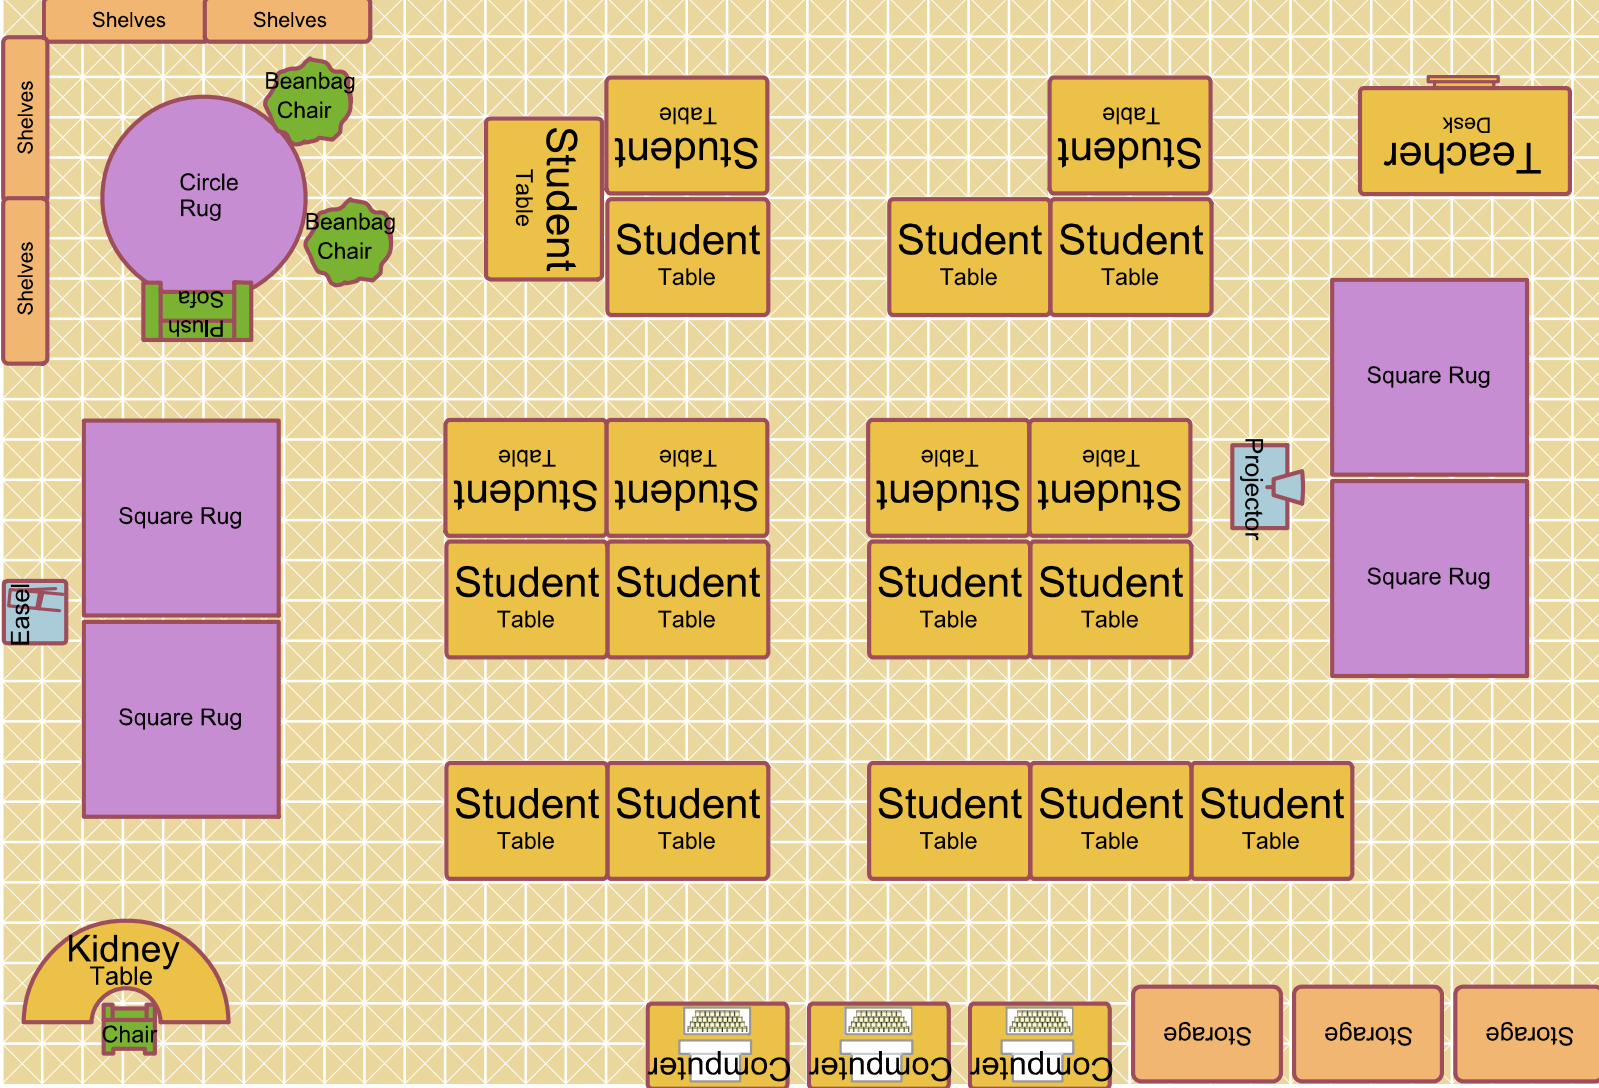 Shelves
Shelves
Shelves
Shelves
Beanbag
Chair
Circle
Rug
Beanbag
Chair
Plush
Sofa
Student
Table
Student
Table
Student
Table
Student
Table
Student
Table
Student
Table
Teacher
Desk
Square Rug
Square Rug
Projector
Student
Table
Student
Table
Student
Table
Student
Table
Student
Table
Student
Table
Student
Table
Student
Table
Square Rug
Easel
Square Rug
Student
Table
Student
Table
Student
Table
Student
Table
Student
Table
Kidney
Table
Chair
Computer
Computer
Computer
Storage
Storage
Storage